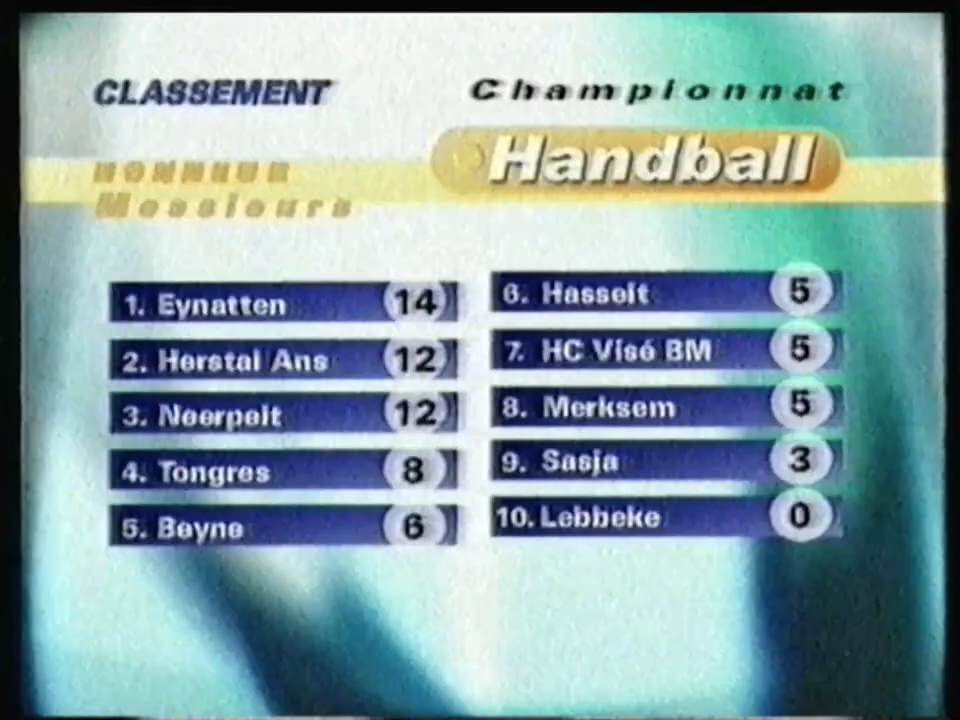 CLASSEMENT
Championnat
Handball
HONNEUR
Messieurs
1. Eynatten 14
2. Herstal Ans 12
3. Neerpelt 12
4. Tongres 8
5. Beyne 6
6. Hasselt 5
7. HC Visé BM 5
8. Merksem 5
9. Sasja 3
10. Lebbeke 0